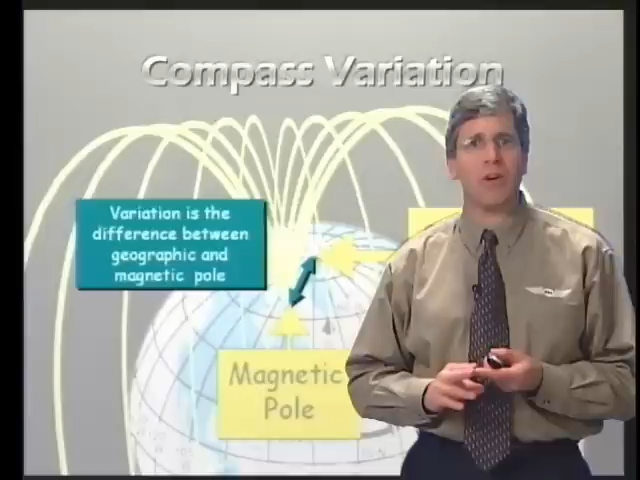 Compass Variation
Variation is the
difference between
geographic and
magnetic pole
Magnetic
Pole